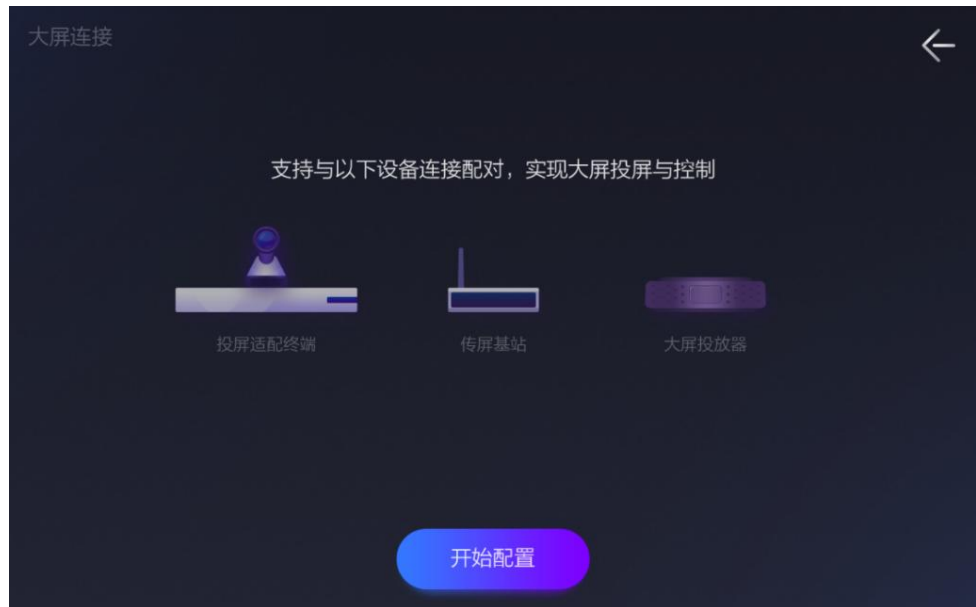 大屏连接
支持与以下设备连接配对，实现大屏投屏与控制
投屏适配终端
传屏基站
大屏投放器
开始配置